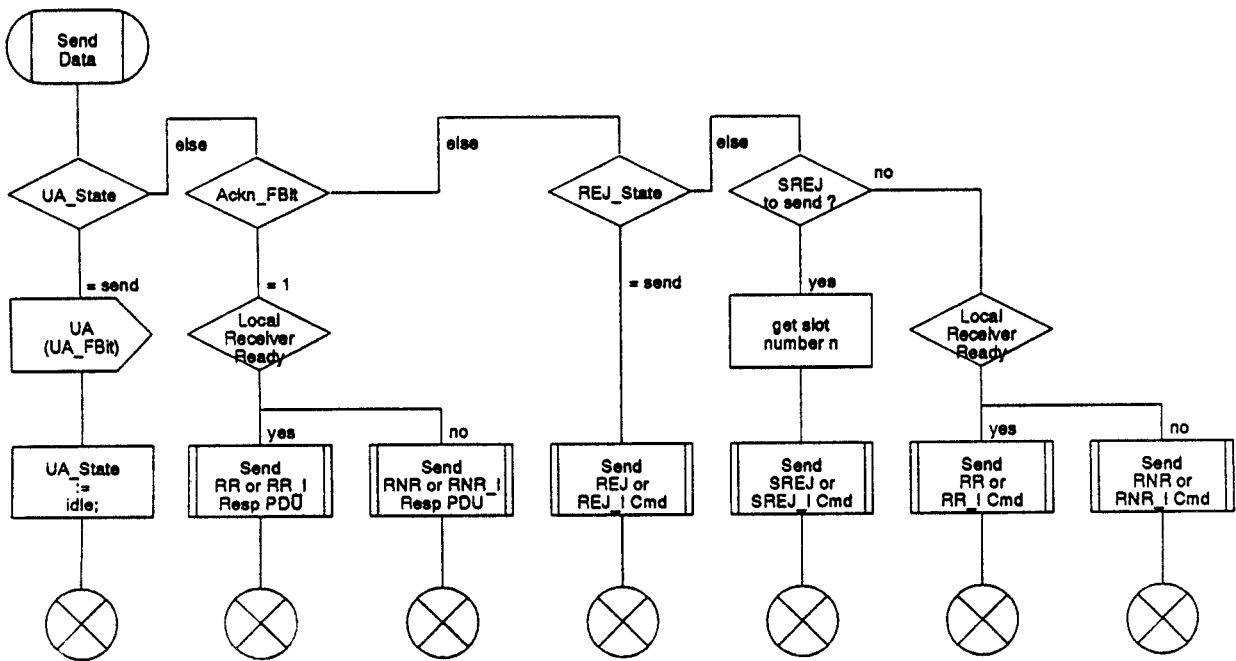 Send
Data
else
else
else
UA_State
Ackn_FBit
REJ_State
SREJ
to send ?
no
= send
= 1
= send
yes
UA
(UA_FBit)
Local
Receiver
Ready
get slot
number n
Local
Receiver
Ready
yes
no
yes
no
UA_State
:=
idle;
Send
RR or RR_I
Resp PDU
Send
RNR or RNR_I
Resp PDU
Send
REJ or
REJ_I Cmd
Send
SREJ or
SREJ_I Cmd
Send
RR or
RR_I Cmd
Send
RNR or
RNR_I Cmd